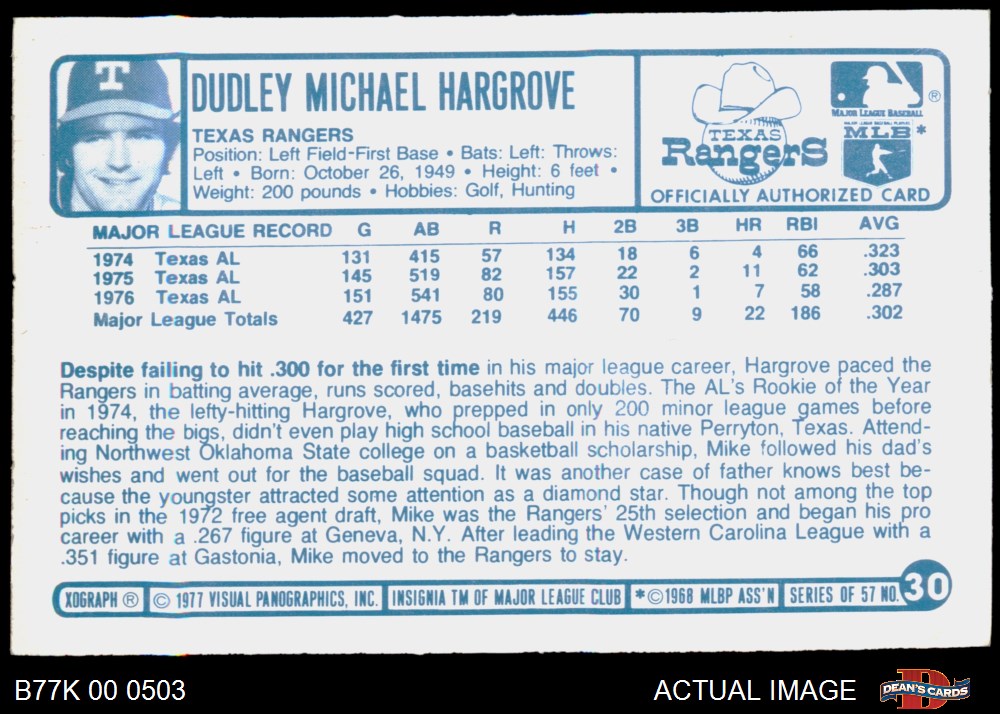 T
DUDLEY MICHAEL HARGROVE
TEXAS RANGERS
Position: Left Field-First Base • Bats: Left: Throws:
Left • Born: October 26, 1949 • Height: 6 feet •
Weight: 200 pounds • Hobbies: Golf, Hunting
TEXAS
RangerS
MAJOR LEAGUE BASEBALL
®
MLB*
OFFICIALLY AUTHORIZED CARD
MAJOR LEAGUE RECORD G AB R H 2B 3B HR RBI AVG
1974 Texas AL 131 415 57 134 18 6 4 66 .323
1975 Texas AL 145 519 82 157 22 2 11 62 .303
1976 Texas AL 151 541 80 155 30 1 7 58 .287
Major League Totals 427 1475 219 446 70 9 22 186 .302
Despite failing to hit .300 for the first time in his major league career, Hargrove paced the
Rangers in batting average, runs scored, basehits and doubles. The AL's Rookie of the Year
in 1974, the lefty-hitting Hargrove, who prepped in only 200 minor league games before
reaching the bigs, didn't even play high school baseball in his native Perryton, Texas. Attend-
ing Northwest Oklahoma State college on a basketball scholarship, Mike followed his dad's
wishes and went out for the baseball squad. It was another case of father knows best be-
cause the youngster attracted some attention as a diamond star. Though not among the top
picks in the 1972 free agent draft, Mike was the Rangers' 25th selection and began his pro
career with a .267 figure at Geneva, N.Y. After leading the Western Carolina League with a
.351 figure at Gastonia, Mike moved to the Rangers to stay.
XOGRAPH ® © 1977 VISUAL PANOGRAPHICS, INC. INSIGNIA TM OF MAJOR LEAGUE CLUB *©1968 MLBP ASS'N SERIES OF 57 NO. 30
B77K 00 0503
ACTUAL IMAGE
DEAN'S CARDS